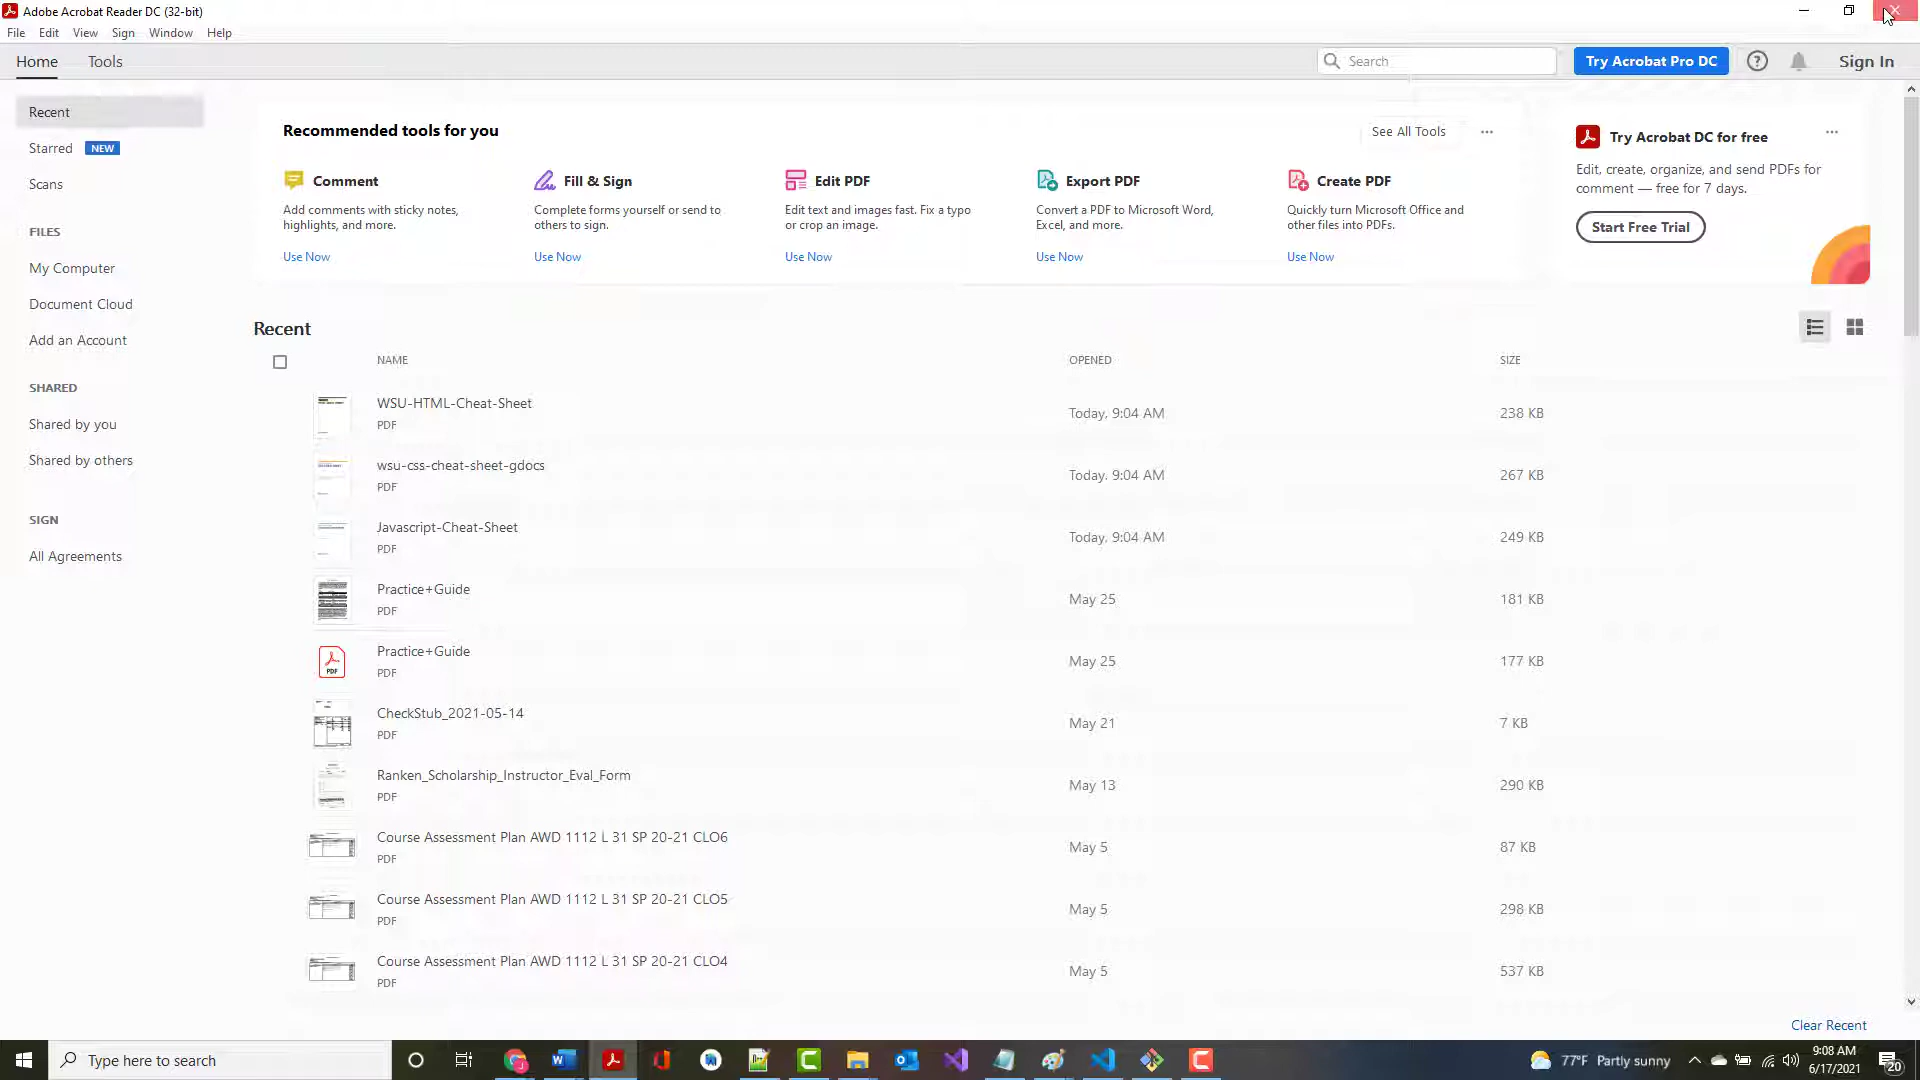 Adobe Acrobat Reader DC (32-bit)
File Edit View Sign Window Help
Home Tools Search Try Acrobat Pro DC Sign In
Recent
Starred NEW
Scans
FILES
My Computer
Document Cloud
Add an Account
SHARED
Shared by you
Shared by others
SIGN
All Agreements
Recommended tools for you See All Tools
Comment
Add comments with sticky notes,
highlights, and more.
Use Now
Fill & Sign
Complete forms yourself or send to
others to sign.
Use Now
Edit PDF
Edit text and images fast. Fix a typo
or crop an image.
Use Now
Export PDF
Convert a PDF to Microsoft Word,
Excel, and more.
Use Now
Create PDF
Quickly turn Microsoft Office and
other files into PDFs.
Use Now
Try Acrobat DC for free
Edit, create, organize, and send PDFs for
comment — free for 7 days.
Start Free Trial
Recent
NAME OPENED SIZE
WSU-HTML-Cheat-Sheet
PDF
Today, 9:04 AM 238 KB
wsu-css-cheat-sheet-gdocs
PDF
Today, 9:04 AM 267 KB
Javascript-Cheat-Sheet
PDF
Today, 9:04 AM 249 KB
Practice+Guide
PDF
May 25 181 KB
Practice+Guide
PDF
May 25 177 KB
CheckStub_2021-05-14
PDF
May 21 7 KB
Ranken_Scholarship_Instructor_Eval_Form
PDF
May 13 290 KB
Course Assessment Plan AWD 1112 L 31 SP 20-21 CLO6
PDF
May 5 87 KB
Course Assessment Plan AWD 1112 L 31 SP 20-21 CLO5
PDF
May 5 298 KB
Course Assessment Plan AWD 1112 L 31 SP 20-21 CLO4
PDF
May 5 537 KB
Clear Recent
Type here to search
77°F Partly sunny
9:08 AM
6/17/2021
20